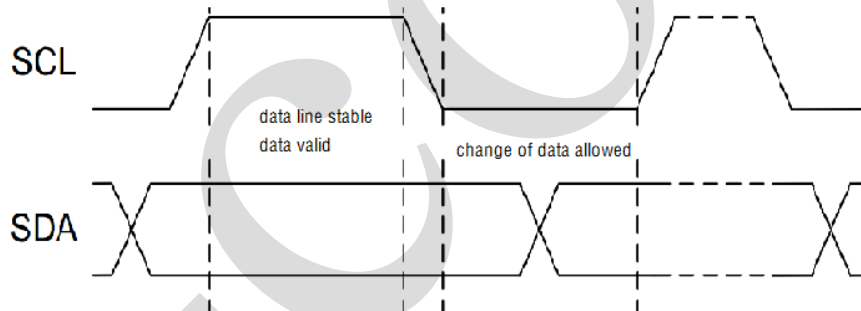 SCL
data line stable
data valid
change of data allowed
SDA